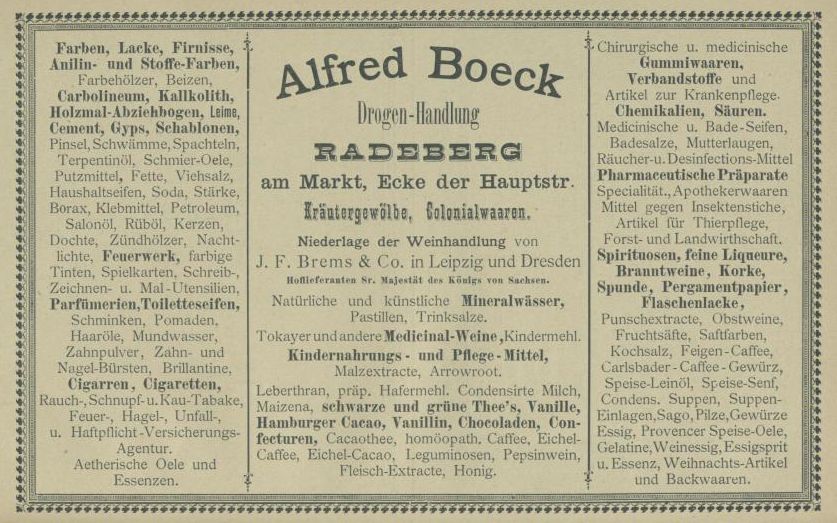 Farben, Lacke, Firnisse,
Anilin- und Stoffe-Farben,
Farbehölzer, Beizen,
Carbolineum, Kallkolith,
Holzmal-Abziehbogen, Leime,
Cement, Gyps, Schablonen,
Pinsel, Schwämme, Spachteln,
Terpentinöl, Schmier-Oele,
Putzmittel, Fette, Viehsalz,
Haushaltseifen, Soda, Stärke,
Borax, Klebmittel, Petroleum,
Salonöl, Rüböl, Kerzen,
Dochte, Zündhölzer, Nacht-
lichte, Feuerwerk, farbige
Tinten, Spielkarten, Schreib-,
Zeichnen- u. Mal-Utensilien,
Parfümerien, Toiletteseifen,
Schminken, Pomaden,
Haaröle, Mundwasser,
Zahnpulver, Zahn- und
Nagel-Bürsten, Brillantine,
Cigarren, Cigaretten,
Rauch-, Schnupf- u. Kau-Tabake,
Feuer-, Hagel-, Unfall-,
u. Haftpflicht-Versicherungs-
Agentur.
Aetherische Oele und
Essenzen.
Alfred Boeck
Drogen-Handlung
RADEBERG
am Markt, Ecke der Hauptstr.
Kräutergewölbe, Colonialwaaren.
Niederlage der Weinhandlung von
J. F. Brems & Co. in Leipzig und Dresden
Hoflieferanten Sr. Majestät des Königs von Sachsen.
Natürliche und künstliche Mineralwässer,
Pastillen, Trinksalze.
Tokayer und andere Medicinal-Weine, Kindermehl.
Kindernahrungs- und Pflege-Mittel,
Malzextracte, Arrowroot.
Leberthran, präp. Hafermehl. Condensirte Milch,
Maizena, schwarze und grüne Thee's, Vanille,
Hamburger Cacao, Vanillin, Chocoladen, Con-
fecturen, Cacaothee, homöopath. Caffee, Eichel-
Caffee, Eichel-Cacao, Leguminosen, Pepsinwein,
Fleisch-Extracte, Honig.
Chirurgische u. medicinische
Gummiwaaren,
Verbandstoffe und
Artikel zur Krankenpflege.
Chemikalien, Säuren.
Medicinische u. Bade-Seifen,
Badesalze, Mutterlaugen,
Räucher- u. Desinfections-Mittel
Pharmaceutische Präparate
Specialität., Apothekerwaaren
Mittel gegen Insektenstiche,
Artikel für Thierpflege,
Forst- und Landwirthschaft.
Spirituosen, feine Liqueure,
Branntweine, Korke,
Spunde, Pergamentpapier,
Flaschenlacke,
Punschextracte, Obstweine,
Fruchtsäfte, Saftfarben,
Kochsalz, Feigen-Caffee,
Carlsbader-Caffee-Gewürz,
Speise-Leinöl, Speise-Senf,
Condens. Suppen, Suppen-
Einlagen, Sago, Pilze, Gewürze
Essig, Provencer Speise-Oele,
Gelatine, Weinessig, Essigsprit
u. Essenz, Weihnachts-Artikel
und Backwaaren.